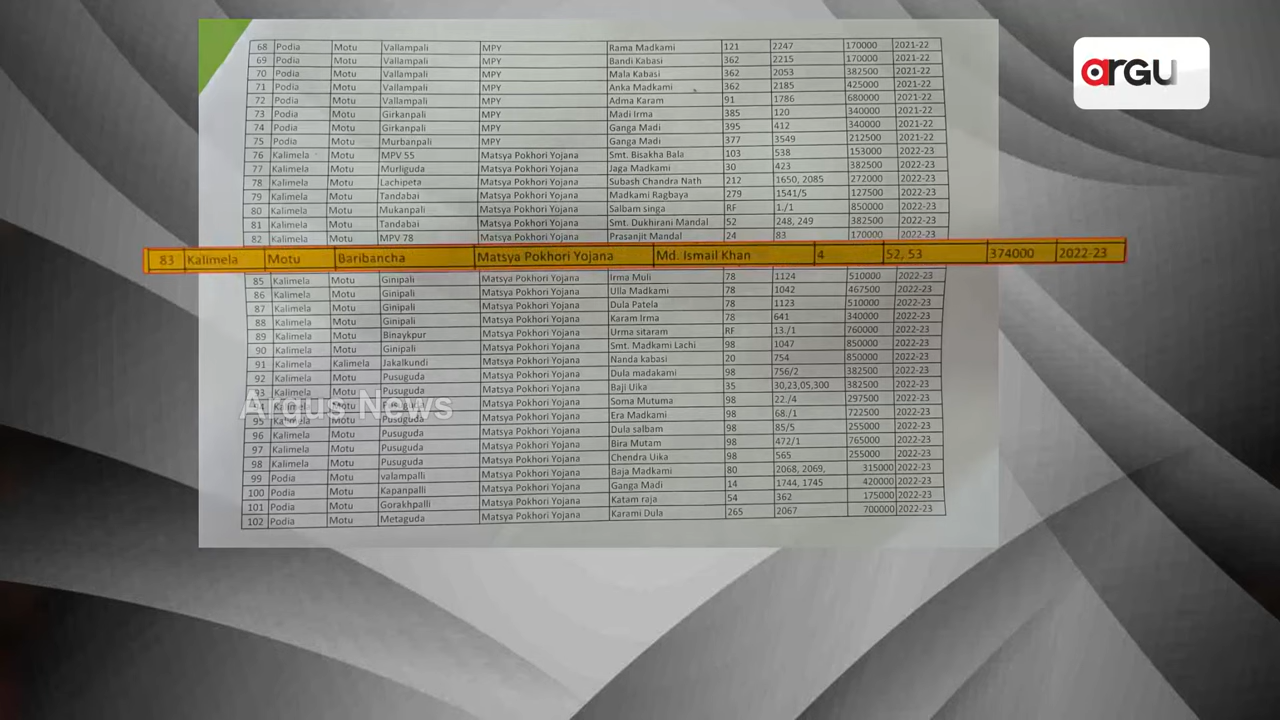 68 Podia Motu Vallampali MPY Rama Madkami 121 2247 170000 2021-22
69 Podia Motu Vallampali MPY Bandi Kabasi 362 2215 170000 2021-22
70 Podia Motu Vallampali MPY Mala Kabasi 362 2053 382500 2021-22
71 Podia Motu Vallampali MPY Anka Madkami 362 2185 425000 2021-22
72 Podia Motu Vallampali MPY Adma Karam 91 1786 680000 2021-22
73 Podia Motu Girkanpali MPY Madi Irma 385 120 340000 2021-22
74 Podia Motu Girkanpali MPY Ganga Madi 395 412 340000 2021-22
75 Podia Motu Murbanpali MPY Ganga Madi 377 3549 212500 2021-22
76 Kalimela Motu MPV 55 Matsya Pokhori Yojana Smt. Bisakha Bala 103 538 153000 2022-23
77 Kalimela Motu Murliguda Matsya Pokhori Yojana Jaga Madkami 30 423 382500 2022-23
78 Kalimela Motu Lachipeta Matsya Pokhori Yojana Subash Chandra Nath 212 1650, 2085 272000 2022-23
79 Kalimela Motu Tandabai Matsya Pokhori Yojana Madkami Ragbaya 279 1541/5 127500 2022-23
80 Kalimela Motu Mukanpali Matsya Pokhori Yojana Salbam singa RF 1./1 850000 2022-23
81 Kalimela Motu Tandabai Matsya Pokhori Yojana Smt. Dukhirani Mandal 52 248, 249 382500 2022-23
82 Kalimela Motu MPV 78 Matsya Pokhori Yojana Prasanjit Mandal 24 83 170000 2022-23
83 Kalimela Motu Baribancha Matsya Pokhori Yojana Md. Ismail Khan 4 52, 53 374000 2022-23
85 Kalimela Motu Ginipali Matsya Pokhori Yojana Irma Muli 78 1124 510000 2022-23
86 Kalimela Motu Ginipali Matsya Pokhori Yojana Ulla Madkami 78 1042 467500 2022-23
87 Kalimela Motu Ginipali Matsya Pokhori Yojana Dula Patela 78 1123 510000 2022-23
88 Kalimela Motu Ginipali Matsya Pokhori Yojana Karam Irma 78 641 340000 2022-23
89 Kalimela Motu Binaykpur Matsya Pokhori Yojana Urma sitaram RF 13./1 760000 2022-23
90 Kalimela Motu Ginipali Matsya Pokhori Yojana Smt. Madkami Lachi 98 1047 850000 2022-23
91 Kalimela Kalimela Jakalkundi Matsya Pokhori Yojana Nanda kabasi 20 754 850000 2022-23
92 Kalimela Motu Pusuguda Matsya Pokhori Yojana Dula madakami 98 756/2 382500 2022-23
93 Kalimela Motu Pusuguda Matsya Pokhori Yojana Baji Uika 35 30,23,05,300 382500 2022-23
Matsya Pokhori Yojana Soma Mutuma 98 22./4 297500 2022-23
95 Kalimela Motu Pusuguda Matsya Pokhori Yojana Era Madkami 98 68./1 722500 2022-23
96 Kalimela Motu Pusuguda Matsya Pokhori Yojana Dula salbam 98 85/5 255000 2022-23
97 Kalimela Motu Pusuguda Matsya Pokhori Yojana Bira Mutam 98 472/1 765000 2022-23
98 Kalimela Motu Pusuguda Matsya Pokhori Yojana Chendra Uika 98 565 255000 2022-23
99 Podia Motu valampalli Matsya Pokhori Yojana Baja Madkami 80 2068, 2069, 315000 2022-23
100 Podia Motu Kapanpalli Matsya Pokhori Yojana Ganga Madi 14 1744, 1745 420000 2022-23
101 Podia Motu Gorakhpalli Matsya Pokhori Yojana Katam raja 54 362 175000 2022-23
102 Podia Motu Metaguda Matsya Pokhori Yojana Karami Dula 265 2067 700000 2022-23
Argus News
ARGU